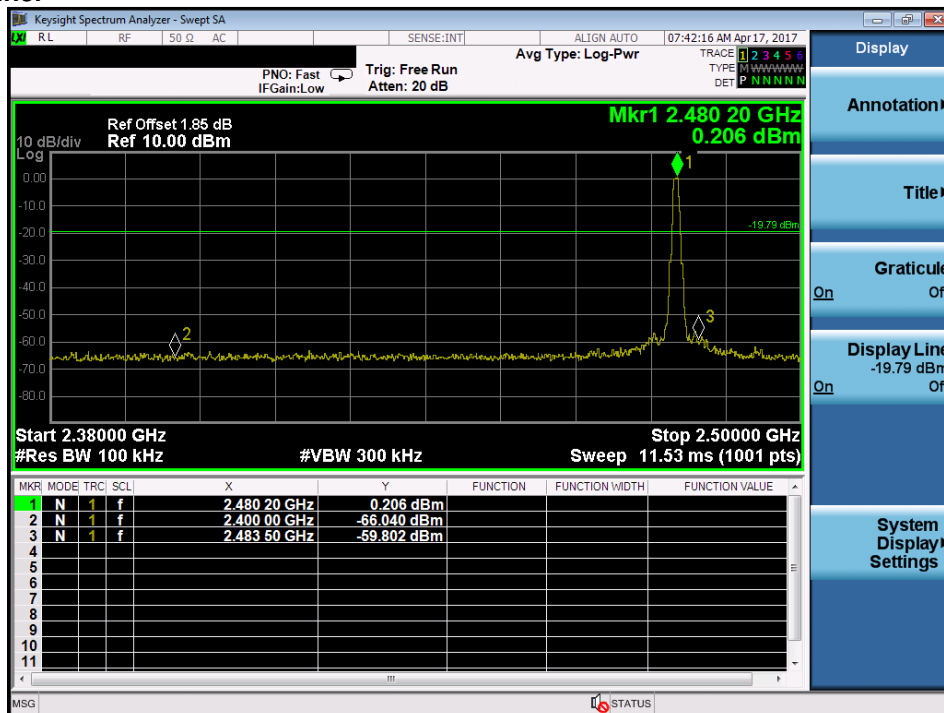 Keysight Spectrum Analyzer - Swept SA
LXI RL RF 50 Ω AC SENSE:INT ALIGN AUTO 07:42:16 AM Apr 17, 2017
Avg Type: Log-Pwr TRACE 1 2 3 4 5 6
PNO: Fast Trig: Free Run TYPE M WWWWW
IFGain:Low Atten: 20 dB DET P NNNNN
Mkr1 2.480 20 GHz
0.206 dBm
Ref Offset 1.85 dB
10 dB/div Ref 10.00 dBm
Log
1
0.00
-10.0
-19.79 dBm
-20.0
-30.0
-40.0
-50.0
3
2
-60.0
-70.0
-80.0
Start 2.38000 GHz Stop 2.50000 GHz
#Res BW 100 kHz #VBW 300 kHz Sweep 11.53 ms (1001 pts)
MKR MODE TRC SCL X Y FUNCTION FUNCTION WIDTH FUNCTION VALUE
1 N 1 f 2.480 20 GHz 0.206 dBm
2 N 1 f 2.400 00 GHz -66.040 dBm
3 N 1 f 2.483 50 GHz -59.802 dBm
4
5
6
7
8
9
10
11
MSG STATUS
Display
Annotation
Title
Graticule
On Of
Display Line
-19.79 dBm
On Of
System
Display
Settings